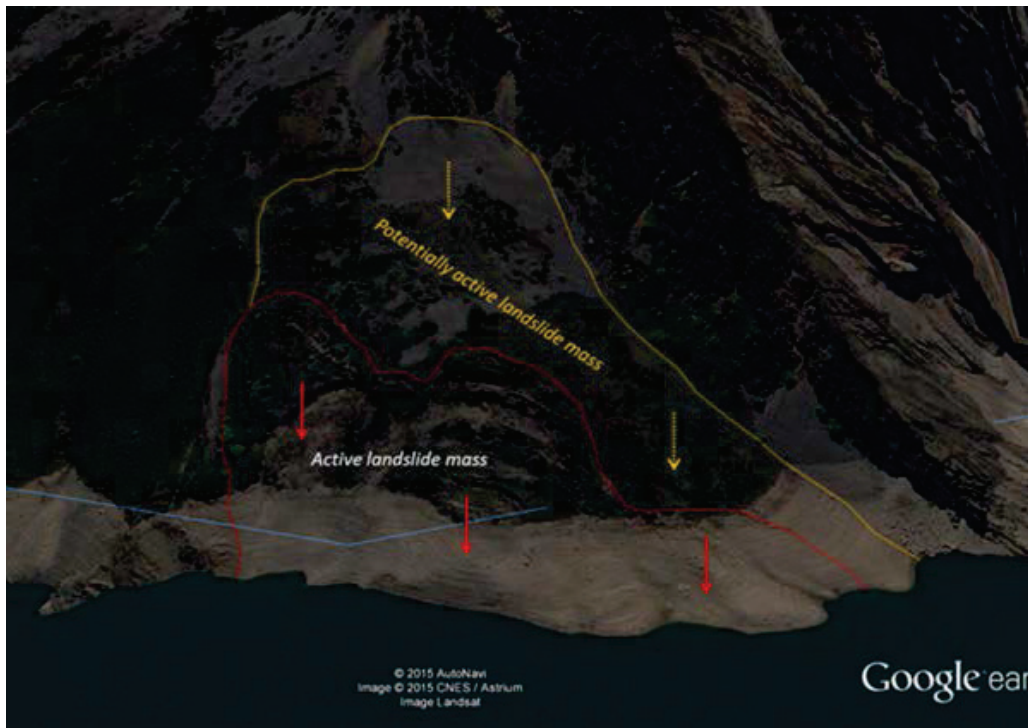 Potentially active landslide mass
Active landslide mass
© 2015 AutoNavi
Image © 2015 CNES / Astrium
Image Landsat
Google ear